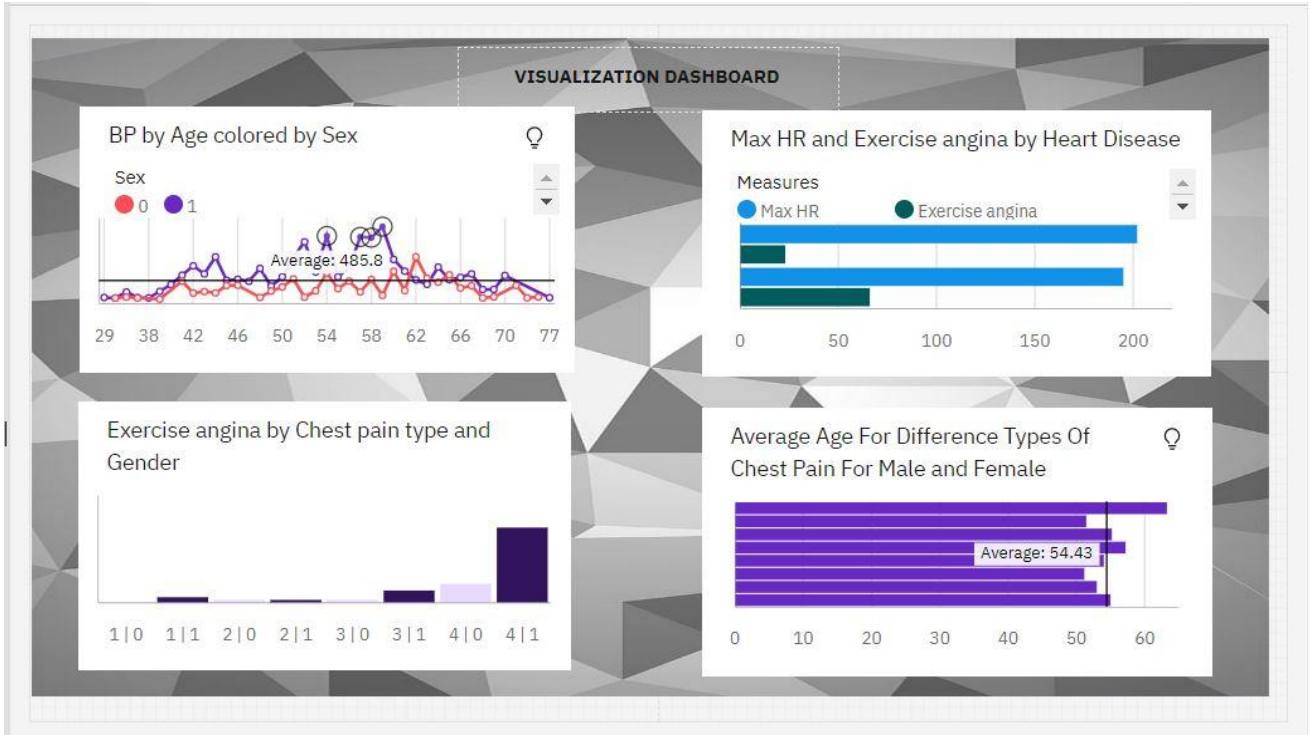 VISUALIZATION DASHBOARD
BP by Age colored by Sex
Sex
0 1
Average: 485.8
29 38 42 46 50 54 58 62 66 70 77
Max HR and Exercise angina by Heart Disease
Measures
Max HR Exercise angina
0 50 100 150 200
Exercise angina by Chest pain type and
Gender
1|0 1|1 2|0 2|1 3|0 3|1 4|0 4|1
Average Age For Difference Types Of
Chest Pain For Male and Female
Average: 54.43
0 10 20 30 40 50 60